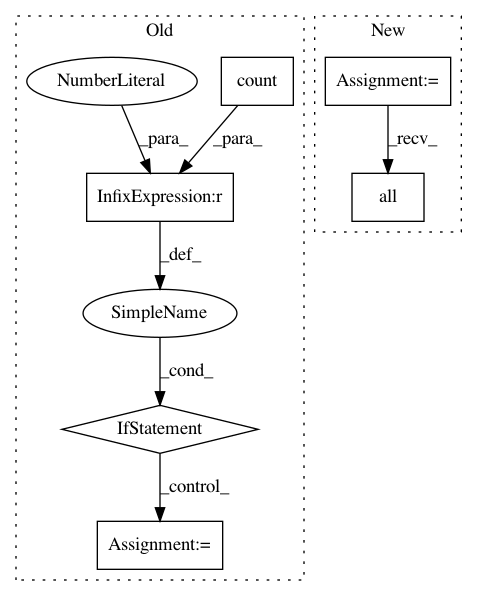 Old
New
NumberLiteral
count
Assignment:=
_para_
_para_
_recv_
InfixExpression:r
all
_def_
SimpleName
_cond_
IfStatement
_control_
Assignment:=